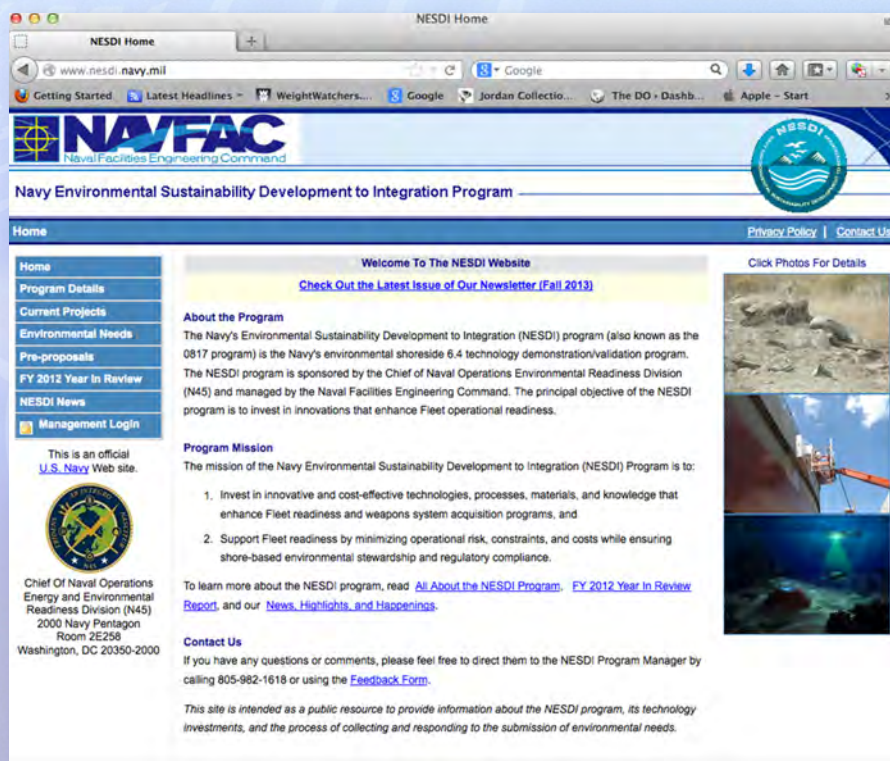 NESDI Home
NESDI Home
www.nesdi.navy.mil
Google
Getting Started
Latest Headlines
WeightWatchers....
Google
Jordan Collectio...
The DO › Dashb...
Apple – Start
NAVFAC
Naval Facilities Engineering Command
NESDI
Navy Environmental Sustainability Development to Integration Program
Home
Privacy Policy | Contact Us
Home
Program Details
Current Projects
Environmental Needs
Pre-proposals
FY 2012 Year In Review
NESDI News
Management Login
This is an official
U.S. Navy Web site.
Chief Of Naval Operations
Energy and Environmental
Readiness Division (N45)
2000 Navy Pentagon
Room 2E258
Washington, DC 20350-2000
Welcome To The NESDI Website
Check Out the Latest Issue of Our Newsletter (Fall 2013)
About the Program
The Navy's Environmental Sustainability Development to Integration (NESDI) program (also known as the
0817 program) is the Navy's environmental shoreside 6.4 technology demonstration/validation program.
The NESDI program is sponsored by the Chief of Naval Operations Environmental Readiness Division
(N45) and managed by the Naval Facilities Engineering Command. The principal objective of the NESDI
program is to invest in innovations that enhance Fleet operational readiness.
Program Mission
The mission of the Navy Environmental Sustainability Development to Integration (NESDI) Program is to:
1. Invest in innovative and cost-effective technologies, processes, materials, and knowledge that
enhance Fleet readiness and weapons system acquisition programs, and
2. Support Fleet readiness by minimizing operational risk, constraints, and costs while ensuring
shore-based environmental stewardship and regulatory compliance.
To learn more about the NESDI program, read All About the NESDI Program, FY 2012 Year In Review
Report, and our News, Highlights, and Happenings.
Contact Us
If you have any questions or comments, please feel free to direct them to the NESDI Program Manager by
calling 805-982-1618 or using the Feedback Form.
This site is intended as a public resource to provide information about the NESDI program, its technology
investments, and the process of collecting and responding to the submission of environmental needs.
Click Photos For Details